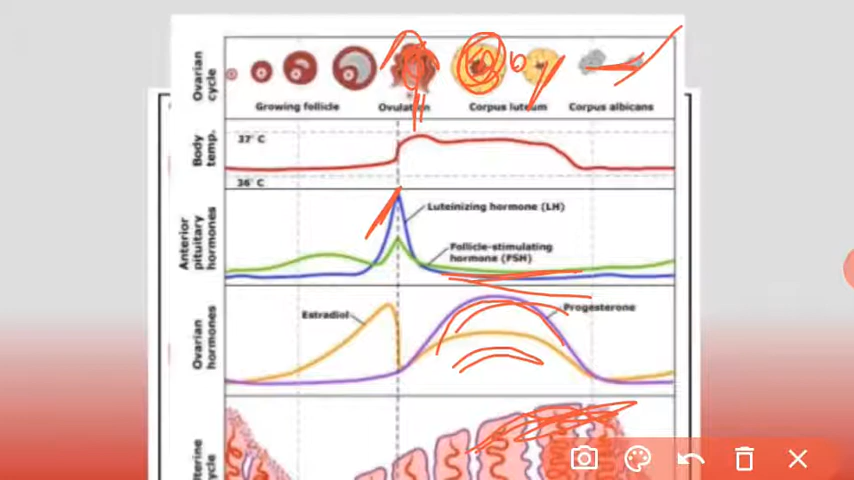 Ovarian
cycle
Growing follicle
Ovulation
Corpus luteum
Corpus albicans
Body
temp.
37° C
36° C
Anterior
pituitary
hormones
Luteinizing hormone (LH)
Follicle-stimulating
hormone (FSH)
Ovarian
hormones
Estradiol
Progesterone
cycle